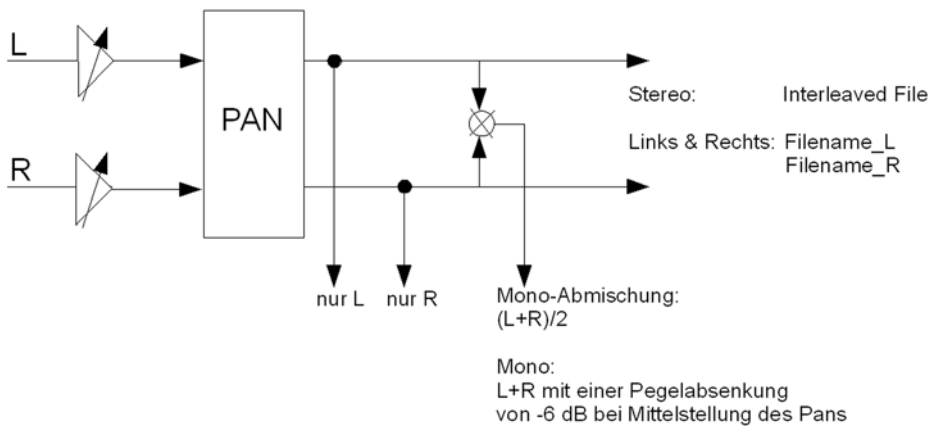 L
R
PAN
Stereo: Interleaved File
Links & Rechts: Filename_L
Filename_R
nur L
nur R
Mono-Abmischung:
(L+R)/2
Mono:
L+R mit einer Pegelabsenkung
von -6 dB bei Mittelstellung des Pans